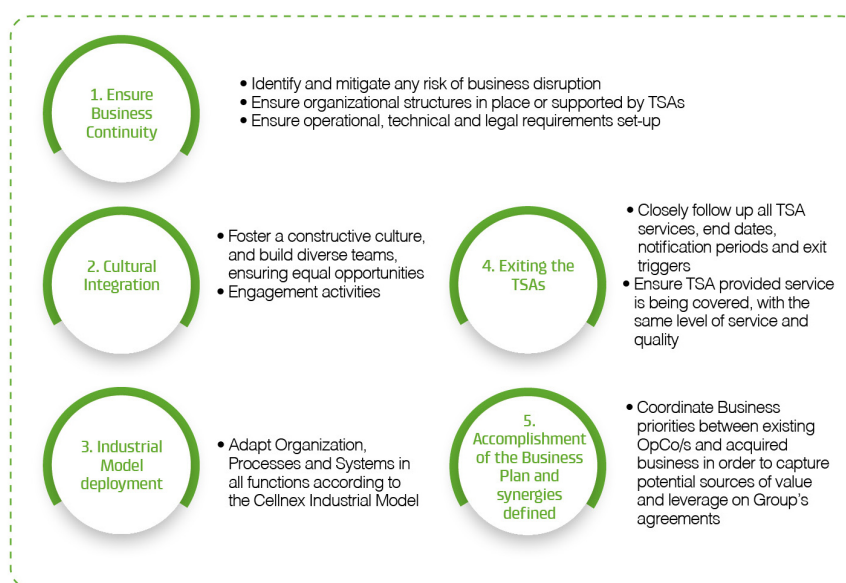 1. Ensure
Business
Continuity
• Identify and mitigate any risk of business disruption
• Ensure organizational structures in place or supported by TSAs
• Ensure operational, technical and legal requirements set-up
2. Cultural
Integration
• Foster a constructive culture,
and build diverse teams,
ensuring equal opportunities
• Engagement activities
3. Industrial
Model
deployment
• Adapt Organization,
Processes and Systems in
all functions according to
the Cellnex Industrial Model
4. Exiting the
TSAs
• Closely follow up all TSA
services, end dates,
notification periods and exit
triggers
• Ensure TSA provided service
is being covered, with the
same level of service and
quality
5.
Accomplishment
of the Business
Plan and
synergies
defined
• Coordinate Business
priorities between existing
OpCo/s and acquired
business in order to capture
potential sources of value
and leverage on Group's
agreements